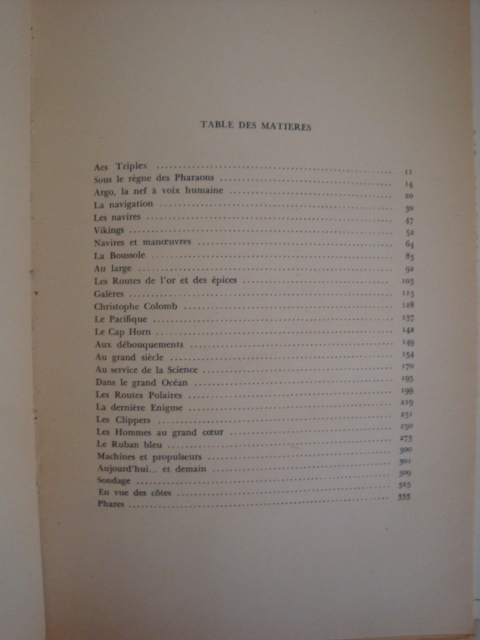 TABLE DES MATIERES
Aes Triplex ........ 11
Sous le règne des Pharaons ........ 14
Argo, la nef à voix humaine ........ 20
La navigation ........ 30
Les navires ........ 47
Vikings ........ 52
Navires et manœuvres ........ 64
La Boussole ........ 83
Au large ........ 92
Les Routes de l'or et des épices ........ 105
Galères ........ 115
Christophe Colomb ........ 128
Le Pacifique ........ 137
Le Cap Horn ........ 142
Aux débouquements ........ 149
Au grand siècle ........ 154
Au service de la Science ........ 170
Dans le grand Océan ........ 195
Les Routes Polaires ........ 199
La dernière Enigme ........ 229
Les Clippers ........ 231
Les Hommes au grand cœur ........ 250
Le Ruban bleu ........ 273
Machines et propulseurs ........ 300
Aujourd'hui... et demain ........ 302
Sondage ........ 309
En vue des côtes ........ 325
Phares ........ 333